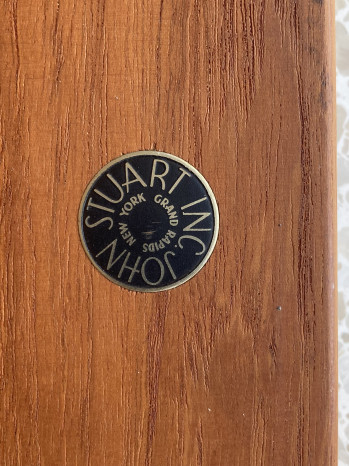 JOHN STUART INC.
NEW YORK GRAND RAPIDS